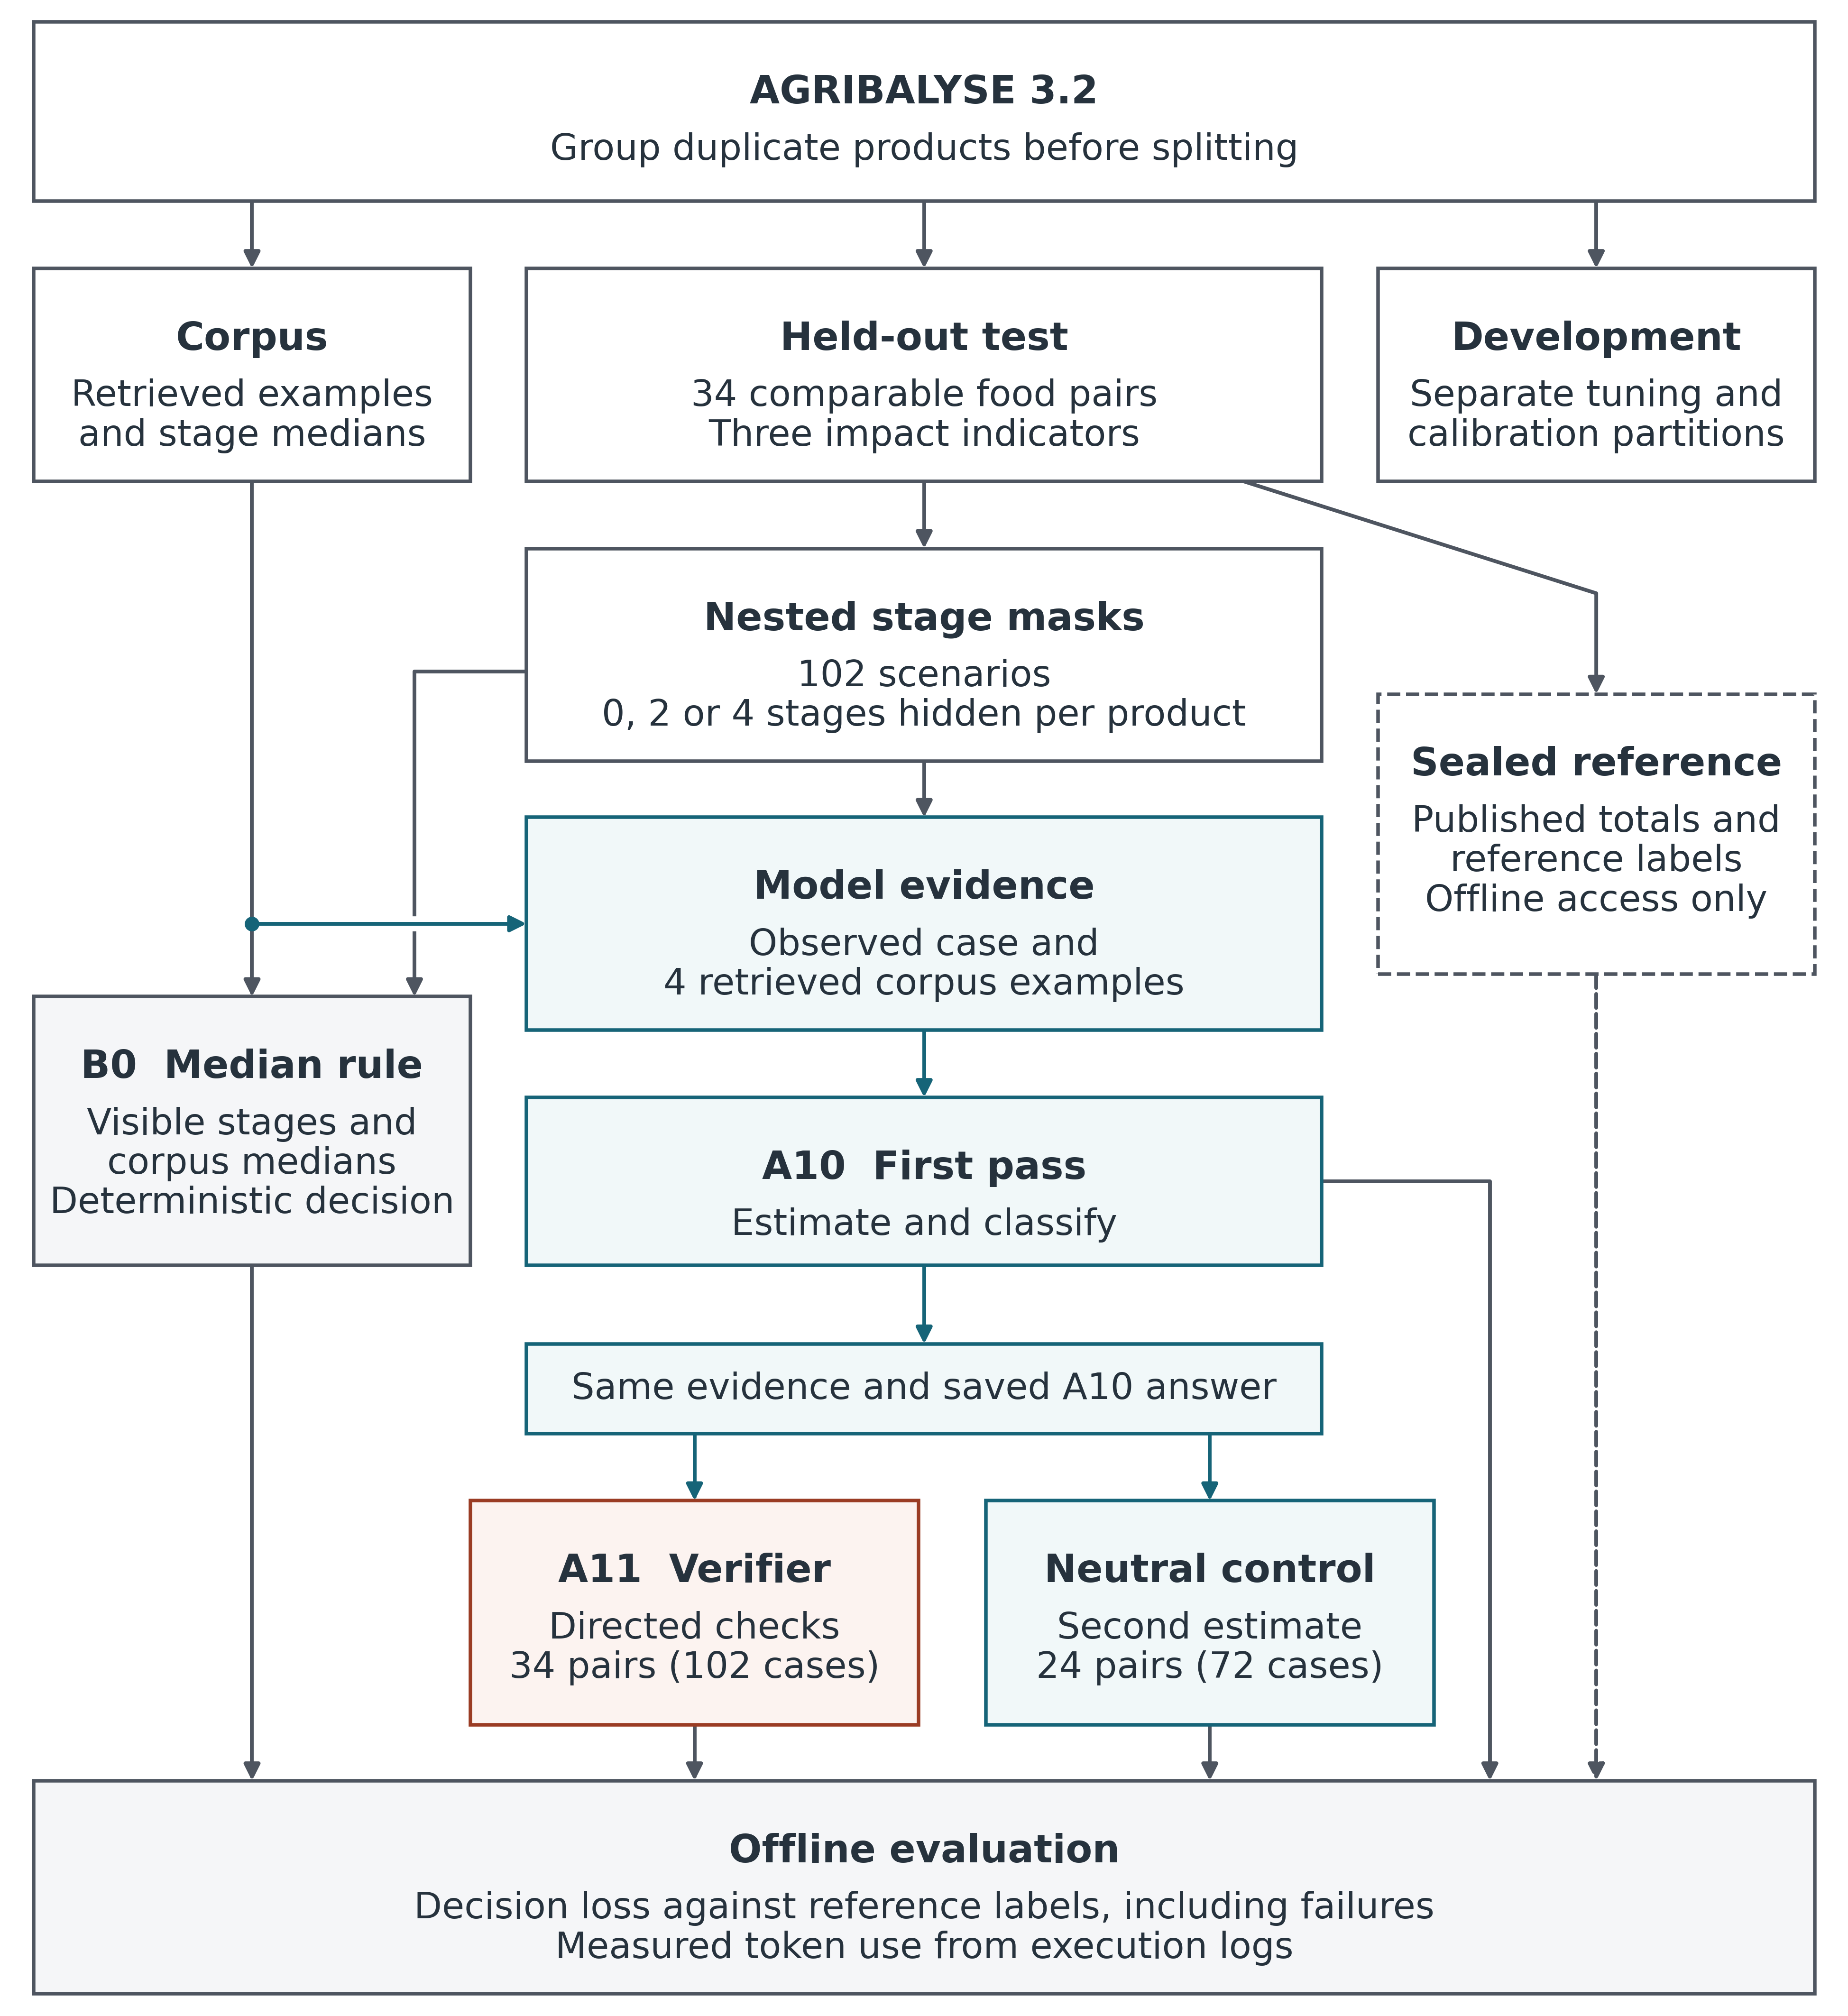 AGRIBALYSE 3.2
Group duplicate products before splitting
Corpus
Retrieved examples
and stage medians
Held-out test
34 comparable food pairs
Three impact indicators
Development
Separate tuning and
calibration partitions
Nested stage masks
102 scenarios
0, 2 or 4 stages hidden per product
Sealed reference
Published totals and
reference labels
Offline access only
Model evidence
Observed case and
4 retrieved corpus examples
B0  Median rule
Visible stages and
corpus medians
Deterministic decision
A10  First pass
Estimate and classify
Same evidence and saved A10 answer
A11  Verifier
Directed checks
34 pairs (102 cases)
Neutral control
Second estimate
24 pairs (72 cases)
Offline evaluation
Decision loss against reference labels, including failures
Measured token use from execution logs